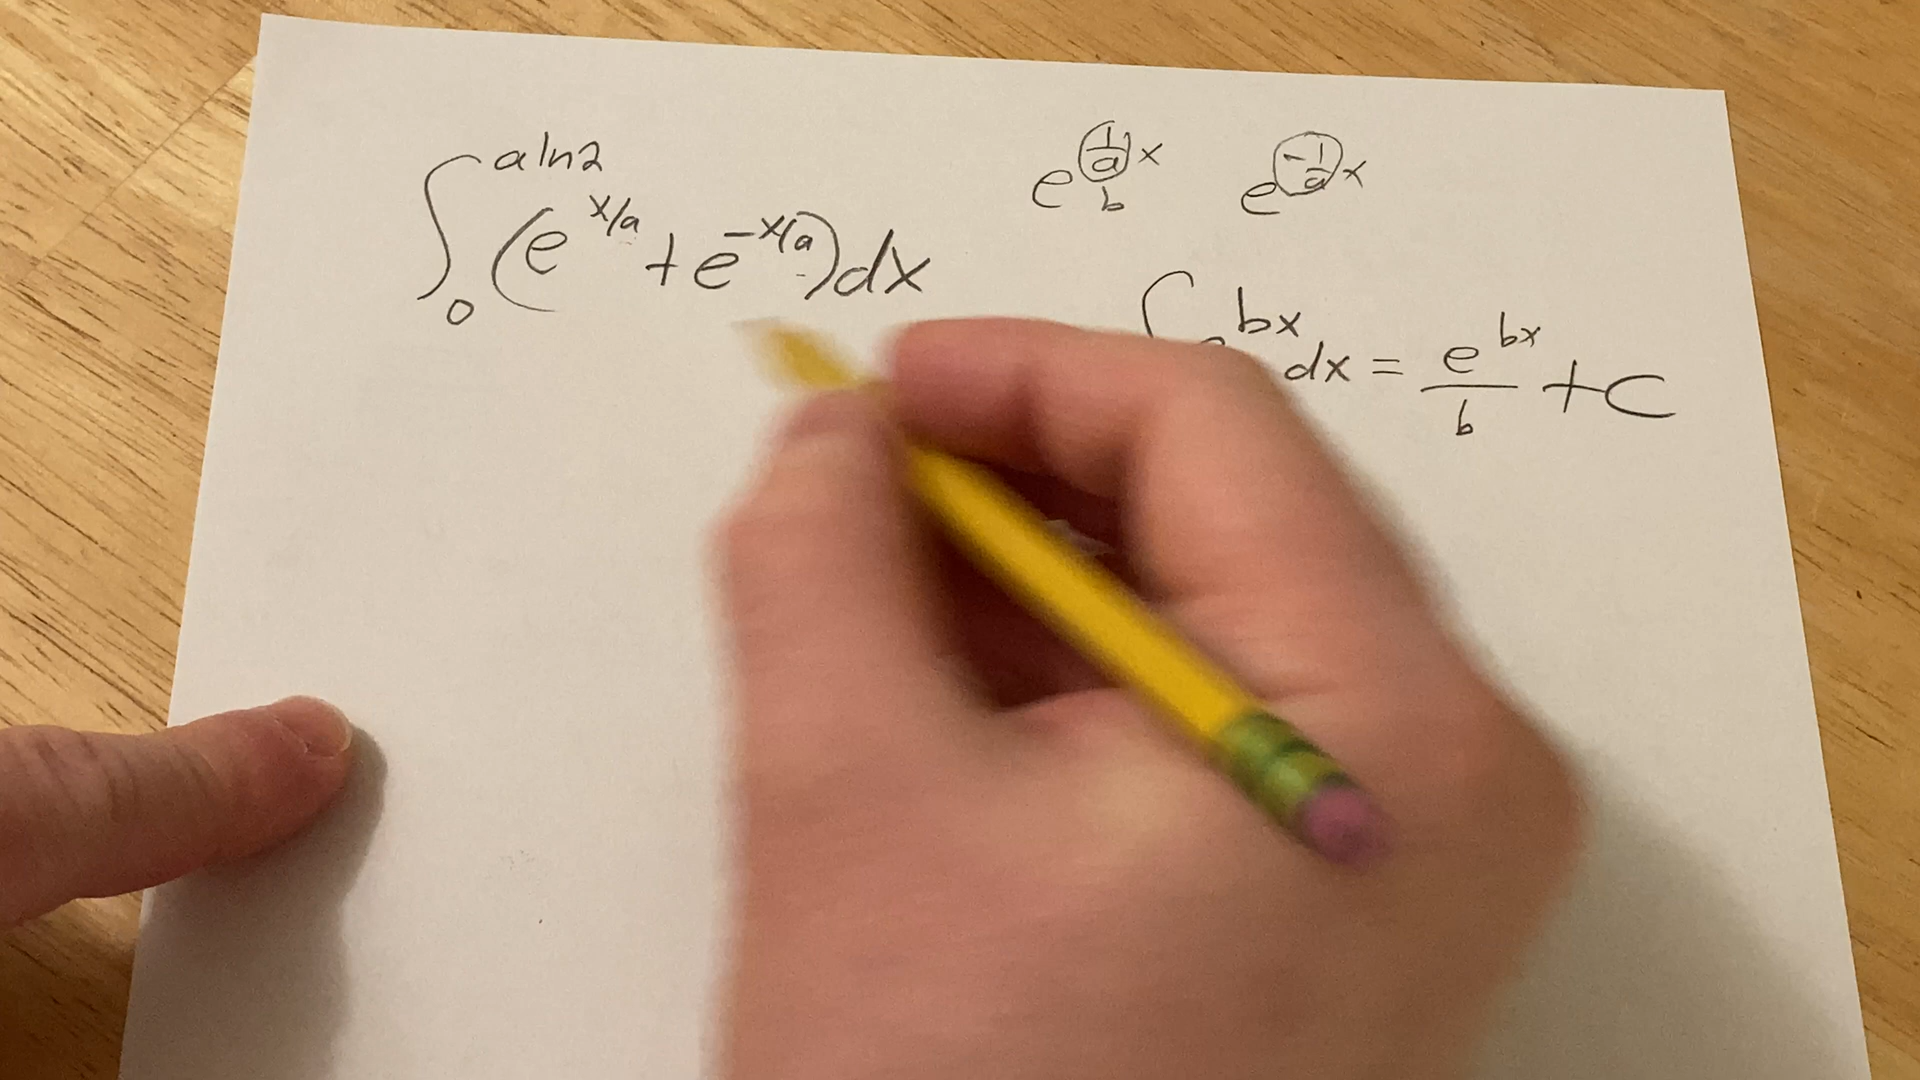 ∫₀^{a ln 2} (e^{x/a} + e^{-x/a}) dx
e^{(1/a)x} e^{(-1/a)x}
b
∫ e^{bx} dx = e^{bx}/b + C